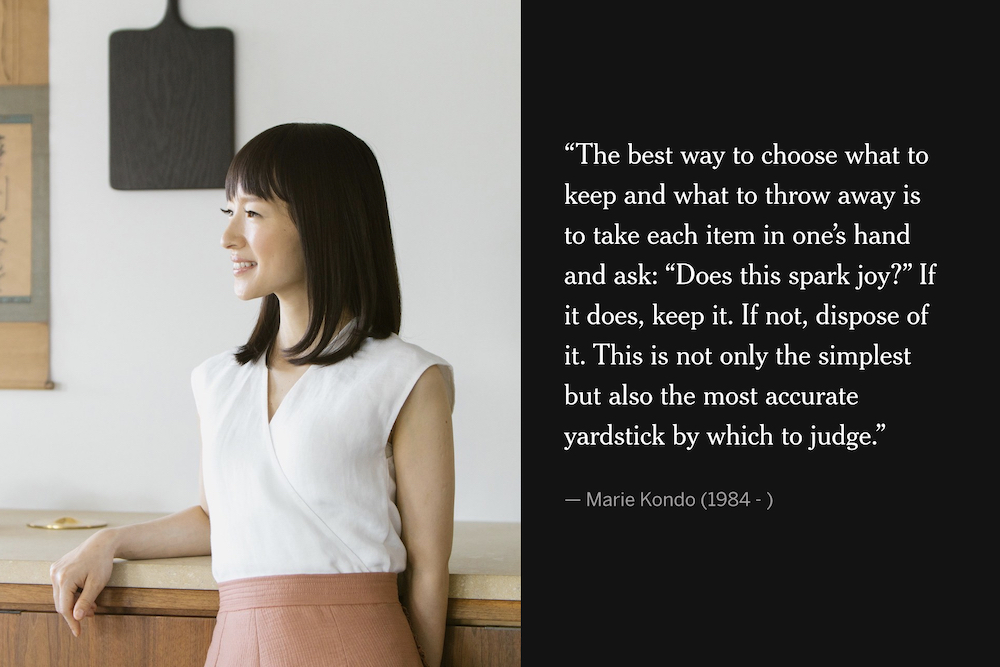 “The best way to choose what to
keep and what to throw away is
to take each item in one’s hand
and ask: “Does this spark joy?” If
it does, keep it. If not, dispose of
it. This is not only the simplest
but also the most accurate
yardstick by which to judge.”
— Marie Kondo (1984 - )